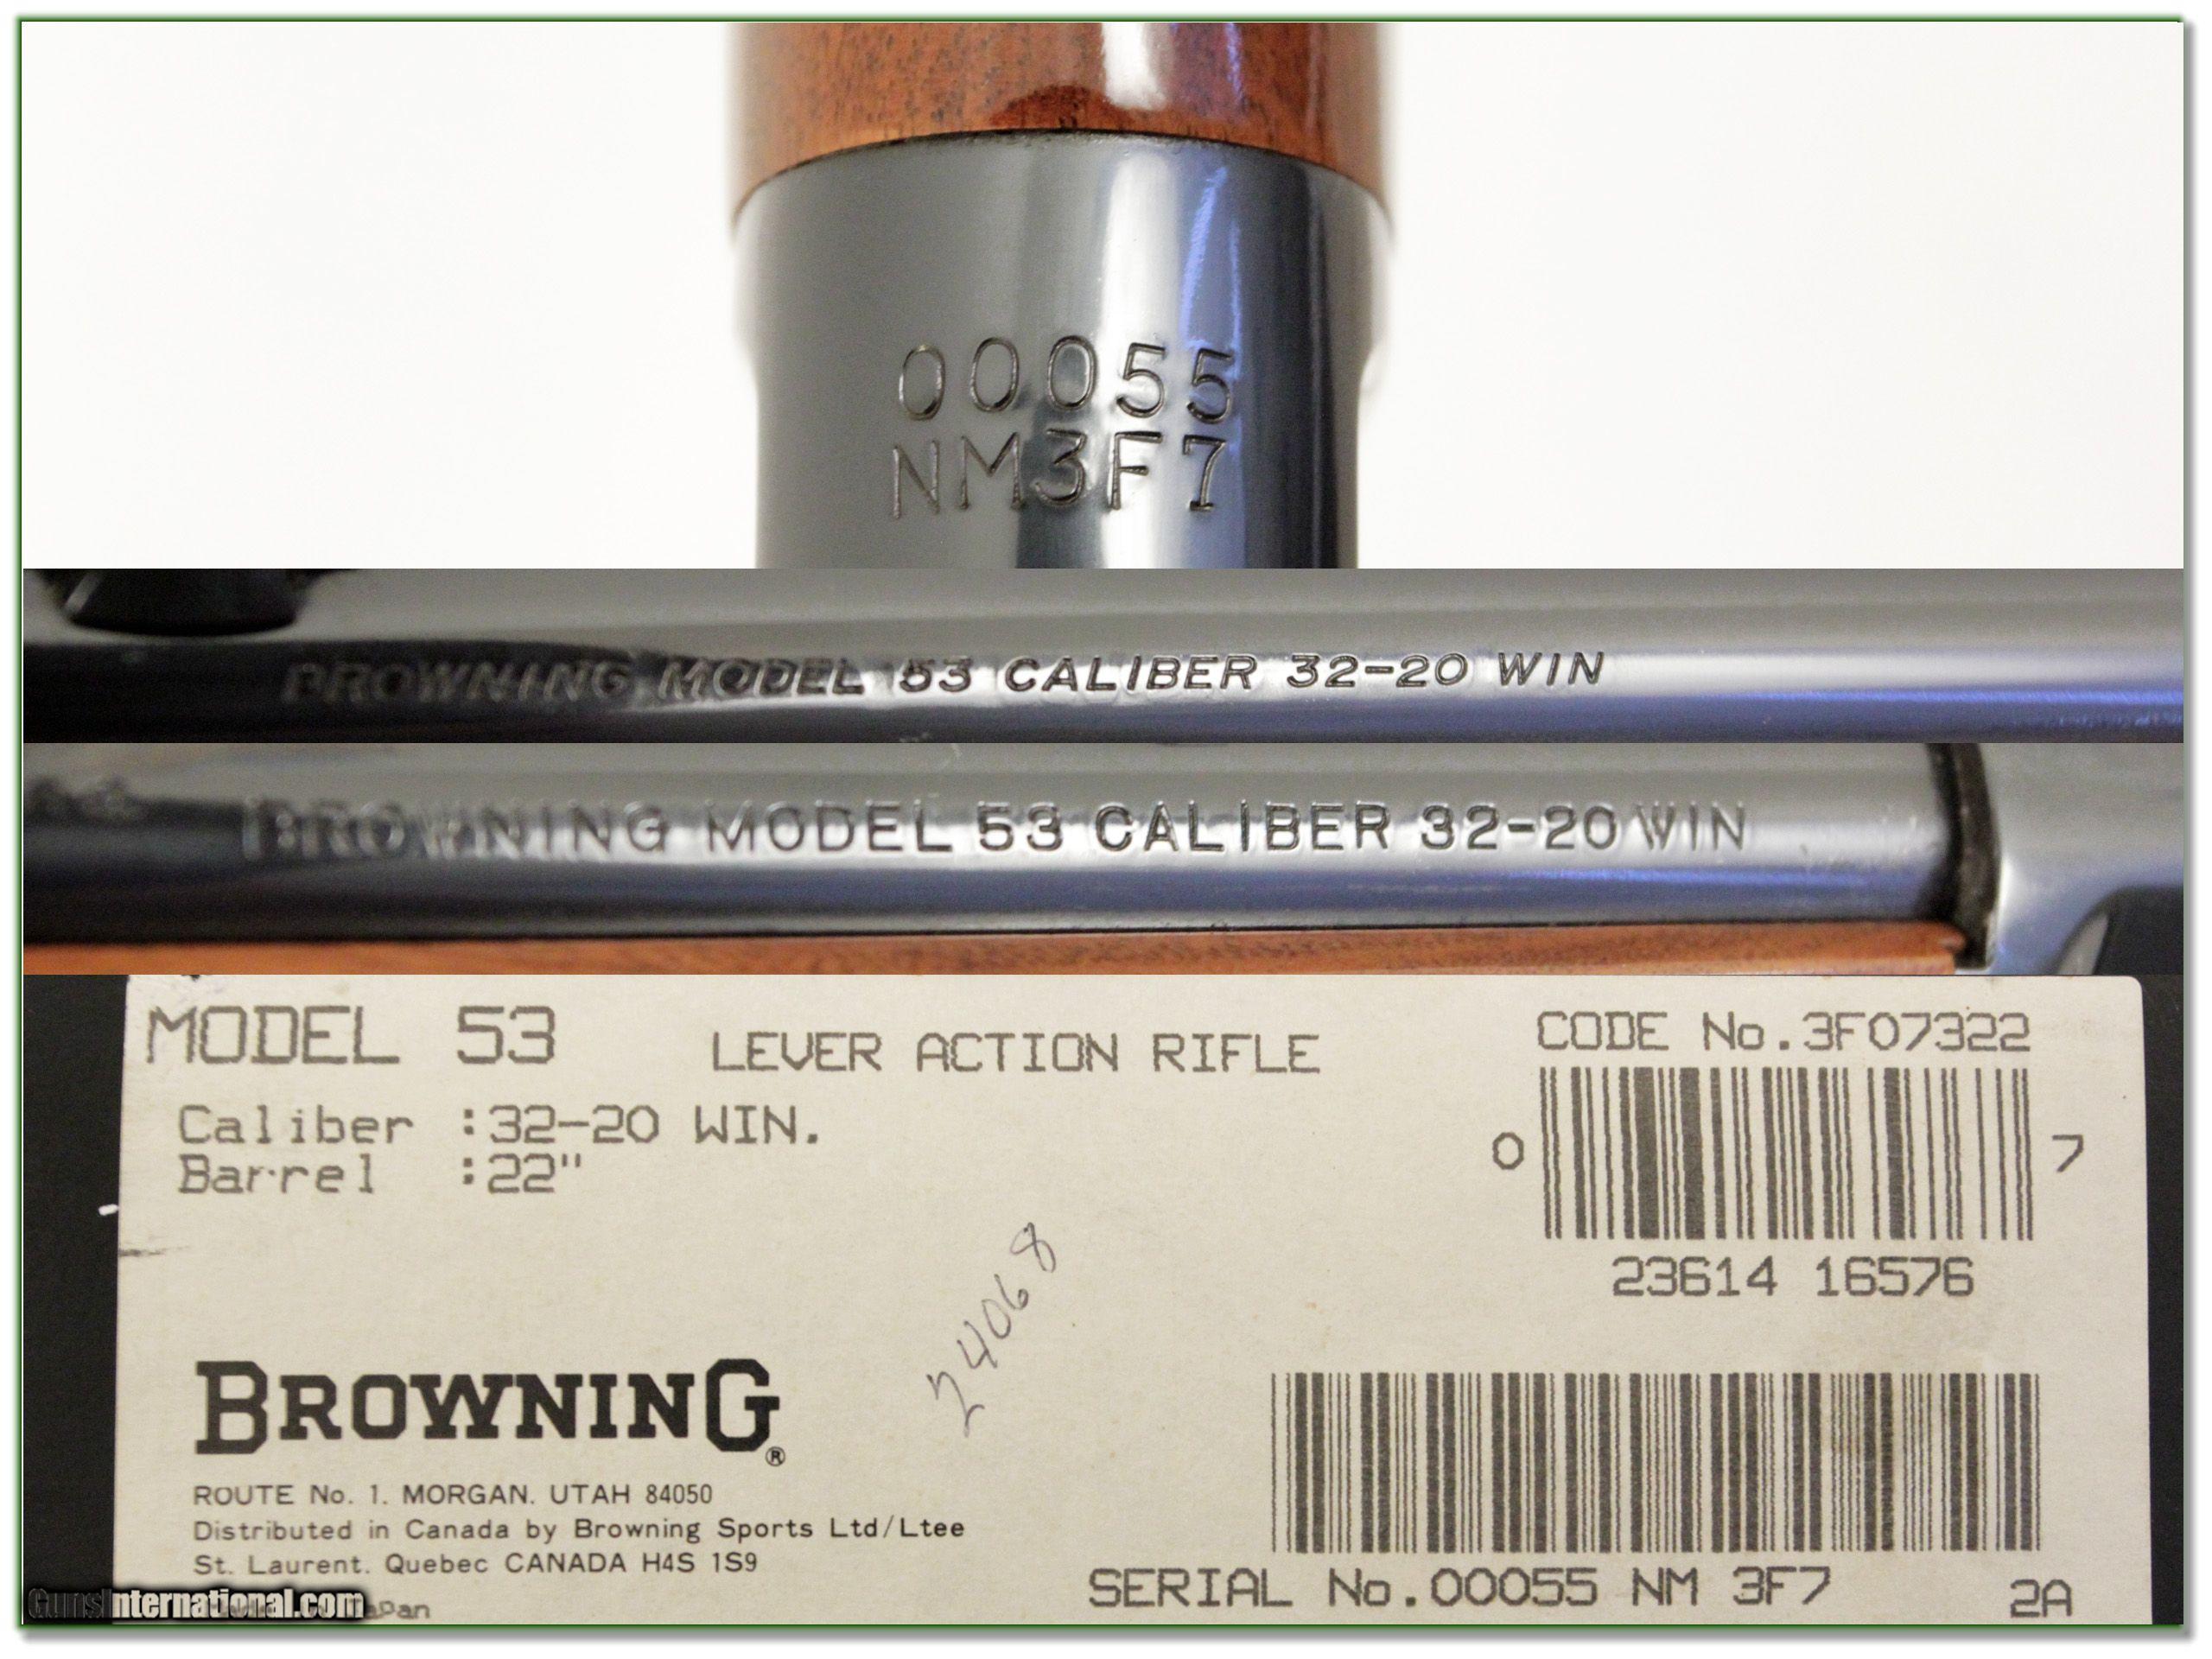 00055
NM3F7
BROWNING MODEL 53 CALIBER 32-20 WIN
BROWNING MODEL 53 CALIBER 32-20 WIN
MODEL 53 LEVER ACTION RIFLE
CODE No.3F07322
Caliber :32-20 WIN.
Barrel :22"
0 7
23614 16576
24068
BROWNING®
ROUTE No. 1. MORGAN. UTAH 84050
Distributed in Canada by Browning Sports Ltd/Ltee
St. Laurent. Quebec CANADA H4S 1S9
SERIAL No.00055 NM 3F7
2A
GunsInternational.com